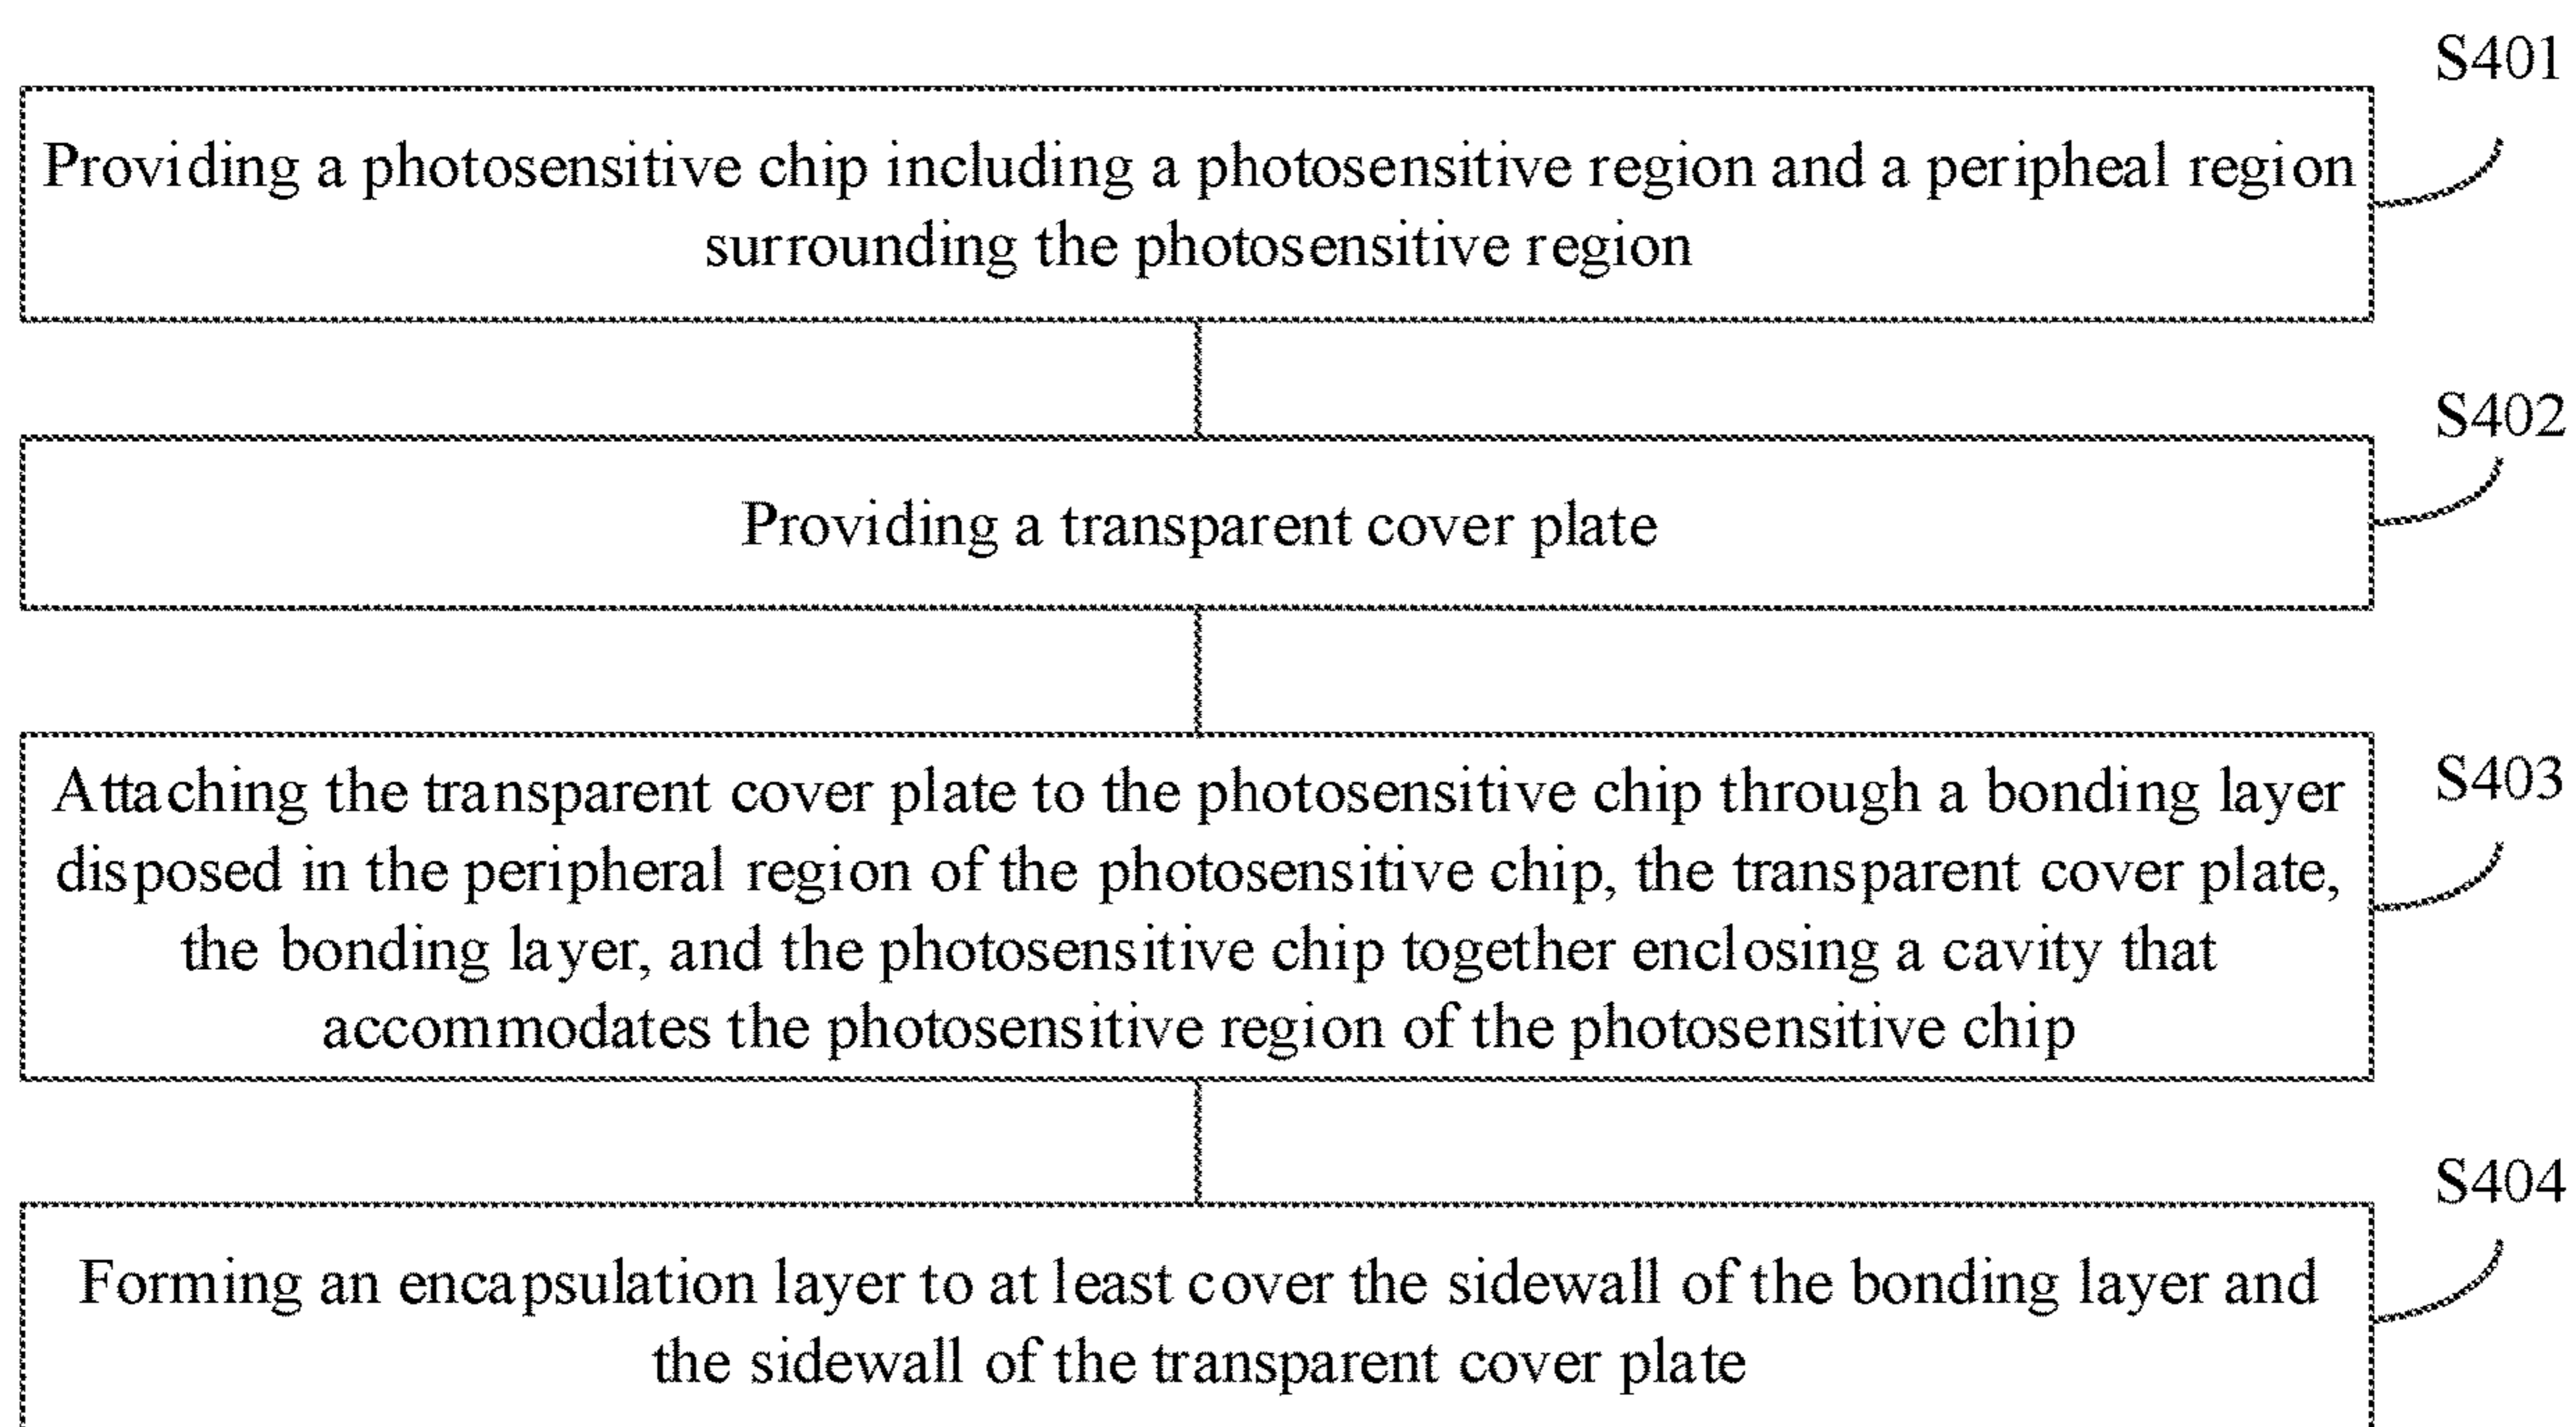 S401
Providing a photosensitive chip including a photosensitive region and a peripheal region
surrounding the photosensitive region
S402
Providing a transparent cover plate
S403
Attaching the transparent cover plate to the photosensitive chip through a bonding layer
disposed in the peripheral region of the photosensitive chip, the transparent cover plate,
the bonding layer, and the photosensitive chip together enclosing a cavity that
accommodates the photosensitive region of the photosensitive chip
S404
Forming an encapsulation layer to at least cover the sidewall of the bonding layer and
the sidewall of the transparent cover plate